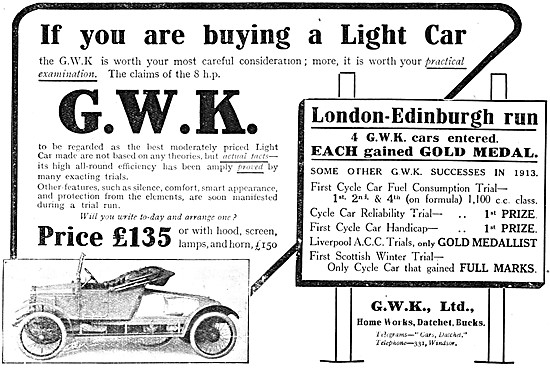 If you are buying a Light Car
the G.W.K is worth your most careful consideration; more, it is worth your practical
examination. The claims of the 8 h.p.
G.W.K.
to be regarded as the best moderately priced Light
Car made are not based on any theories, but actual facts—
its high all-round efficiency has been amply proved by
many exacting trials.
Other features, such as silence, comfort, smart appearance,
and protection from the elements, are soon manifested
during a trial run.
Will you write to-day and arrange one?
Price £135 or with hood, screen,
lamps, and horn, £150
London-Edinburgh run
4 G.W.K. cars entered.
EACH gained GOLD MEDAL.
SOME OTHER G.W.K. SUCCESSES IN 1913.
First Cycle Car Fuel Consumption Trial—
1st. 2nd. & 4th (on formula) 1,100 c.c. class.
Cycle Car Reliability Trial— .. 1st PRIZE.
First Cycle Car Handicap— .. 1st PRIZE.
Liverpool A.C.C. Trials, only GOLD MEDALLIST
First Scottish Winter Trial—
Only Cycle Car that gained FULL MARKS.
G.W.K., Ltd.,
Home Works, Datchet, Bucks.
Telegrams—"Cars, Datchet."
Telephone—331, Windsor.